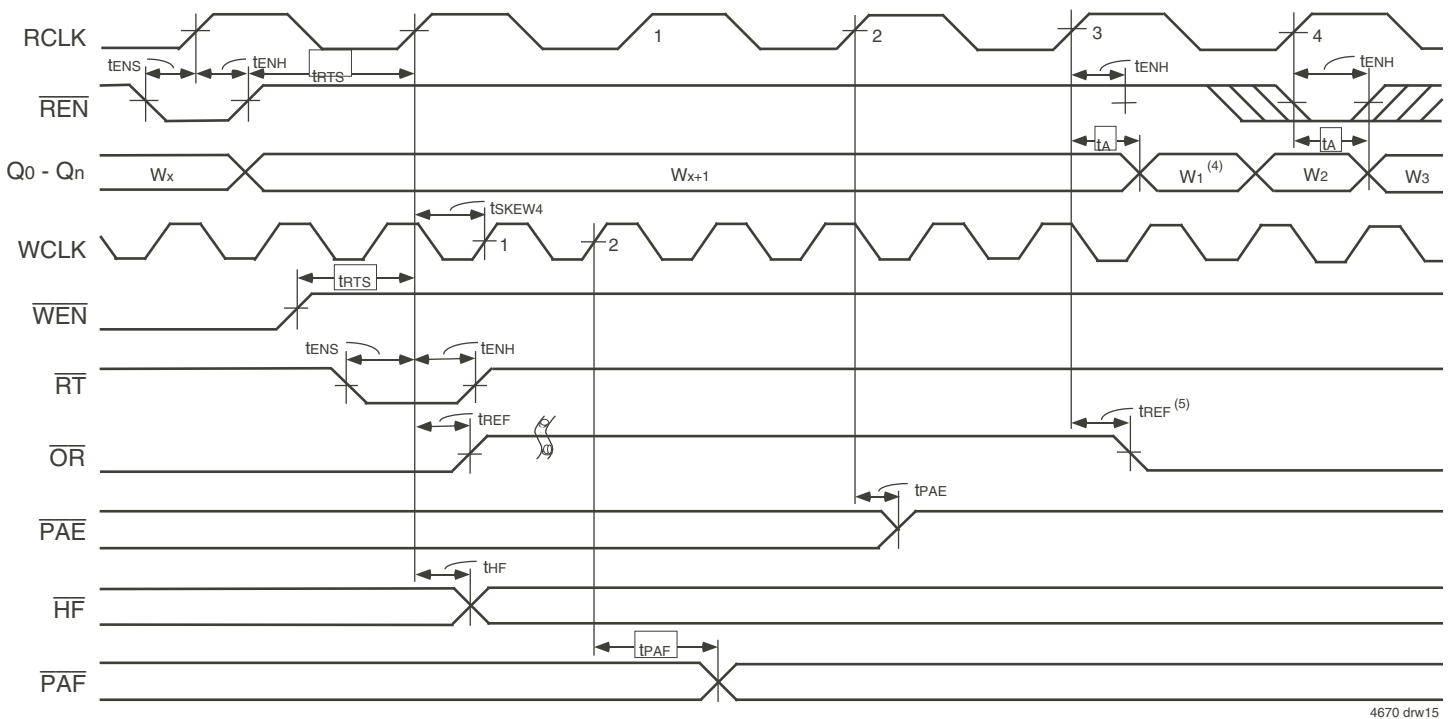 RCLK
1
2
3
4
tENS
tENH
tRTS
tENH
tENH
REN
tA
tA
Q0 - Qn
Wx
Wx+1
W1 (4)
W2
W3
tSKEW4
WCLK
1
2
tRTS
WEN
tENS
tENH
RT
tREF
tREF (5)
OR
tPAE
PAE
tHF
HF
tPAF
PAF
4670 drw15